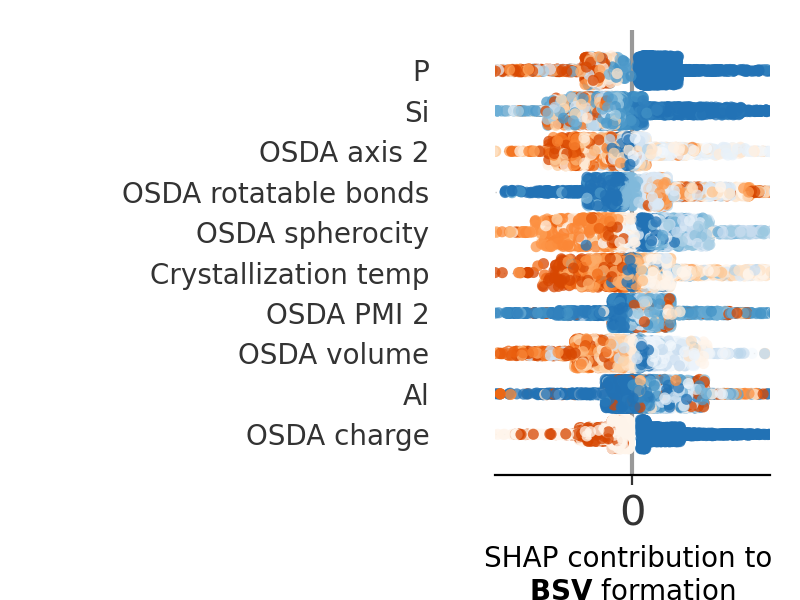 P
Si
OSDA axis 2
OSDA rotatable bonds
OSDA spherocity
Crystallization temp
OSDA PMI 2
OSDA volume
Al
OSDA charge
0
SHAP contribution to
BSV formation